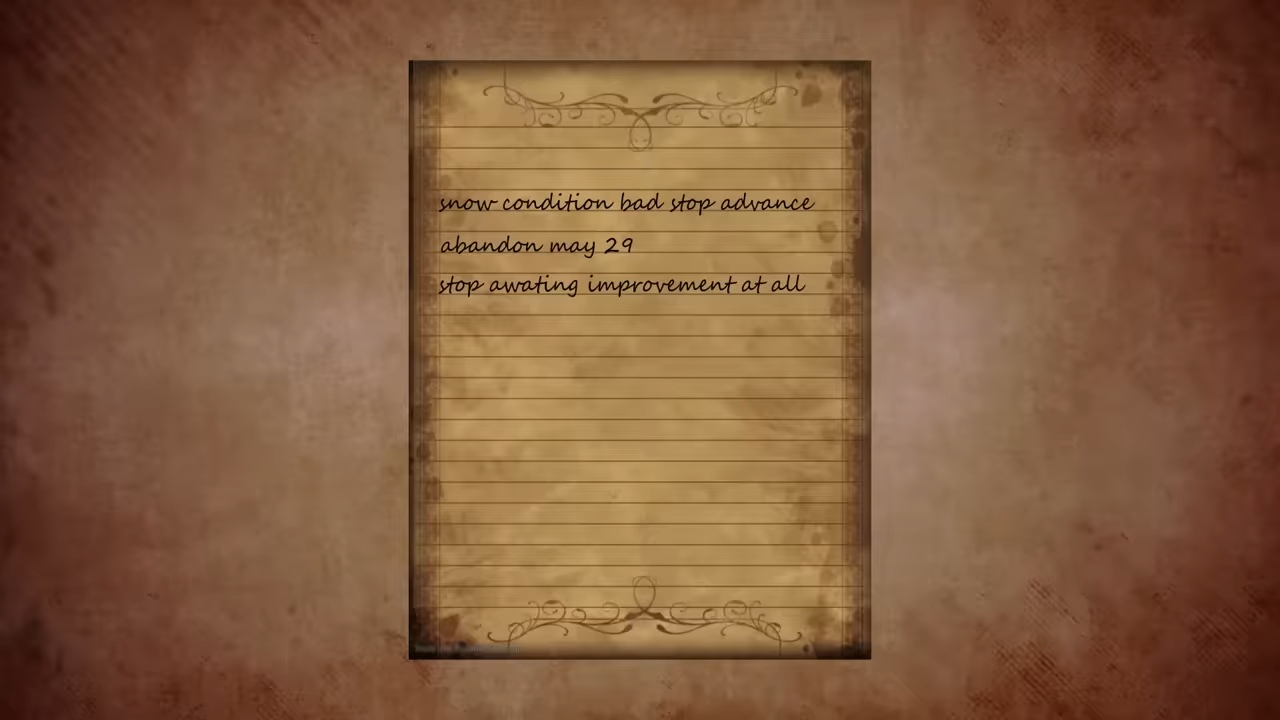 snow condition bad stop advance
abandon may 29
stop awating improvement at all